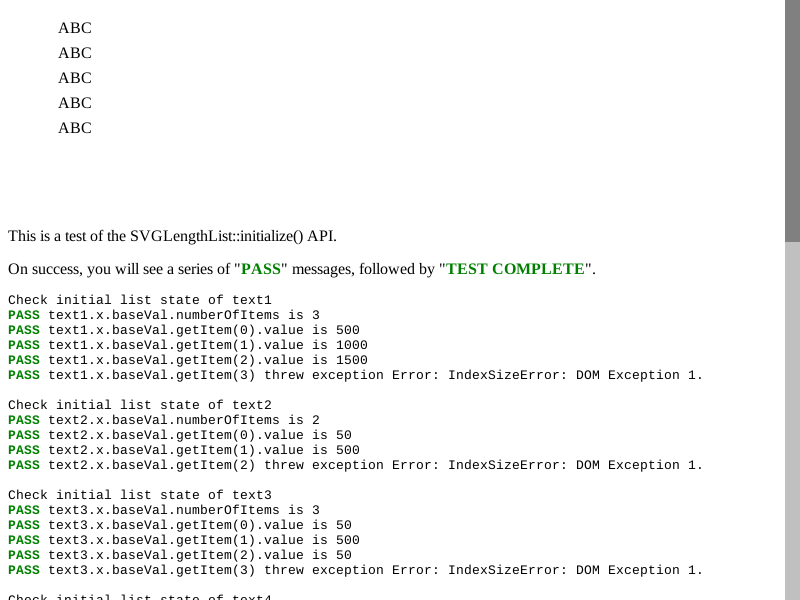 ABC
ABC
ABC
ABC
ABC
This is a test of the SVGLengthList::initialize() API.
On success, you will see a series of "PASS" messages, followed by "TEST COMPLETE".
Check initial list state of text1
PASS text1.x.baseVal.numberOfItems is 3
PASS text1.x.baseVal.getItem(0).value is 500
PASS text1.x.baseVal.getItem(1).value is 1000
PASS text1.x.baseVal.getItem(2).value is 1500
PASS text1.x.baseVal.getItem(3) threw exception Error: IndexSizeError: DOM Exception 1.
Check initial list state of text2
PASS text2.x.baseVal.numberOfItems is 2
PASS text2.x.baseVal.getItem(0).value is 50
PASS text2.x.baseVal.getItem(1).value is 500
PASS text2.x.baseVal.getItem(2) threw exception Error: IndexSizeError: DOM Exception 1.
Check initial list state of text3
PASS text3.x.baseVal.numberOfItems is 3
PASS text3.x.baseVal.getItem(0).value is 50
PASS text3.x.baseVal.getItem(1).value is 500
PASS text3.x.baseVal.getItem(2).value is 50
PASS text3.x.baseVal.getItem(3) threw exception Error: IndexSizeError: DOM Exception 1.
Check initial list state of text4